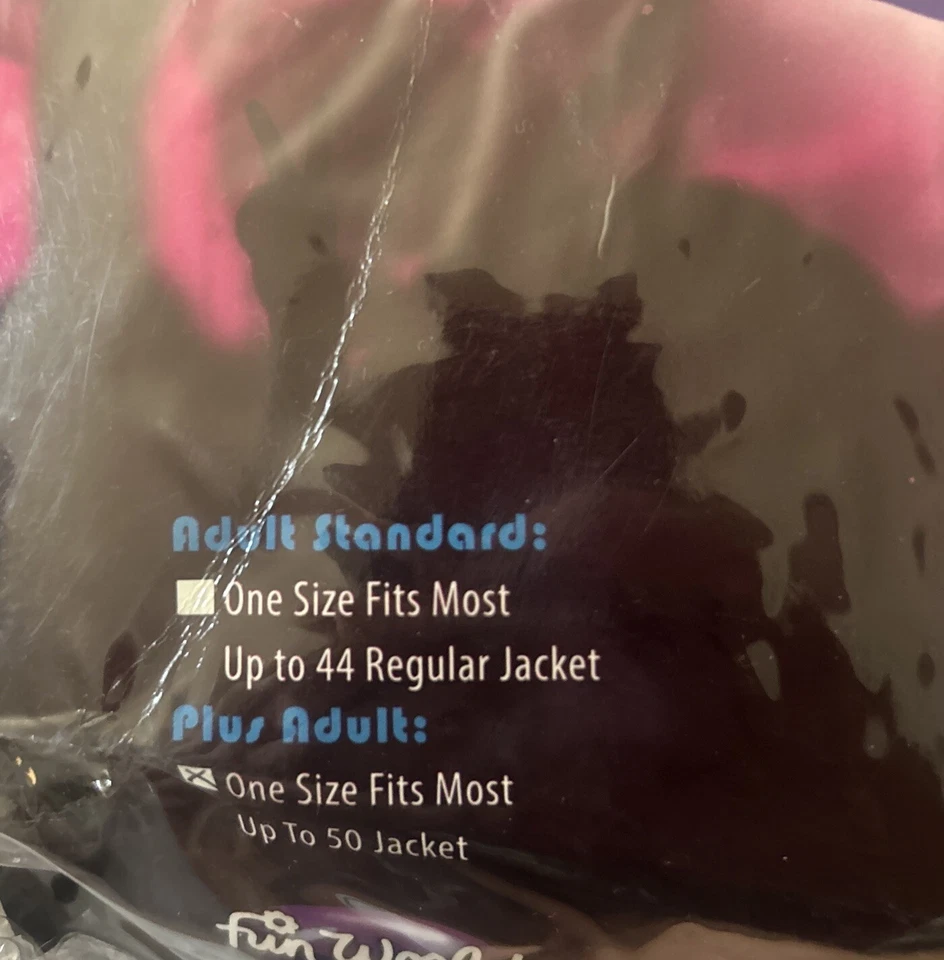 Adult Standard:
One Size Fits Most
Up to 44 Regular Jacket
Plus Adult:
One Size Fits Most
Up To 50 Jacket
Fun